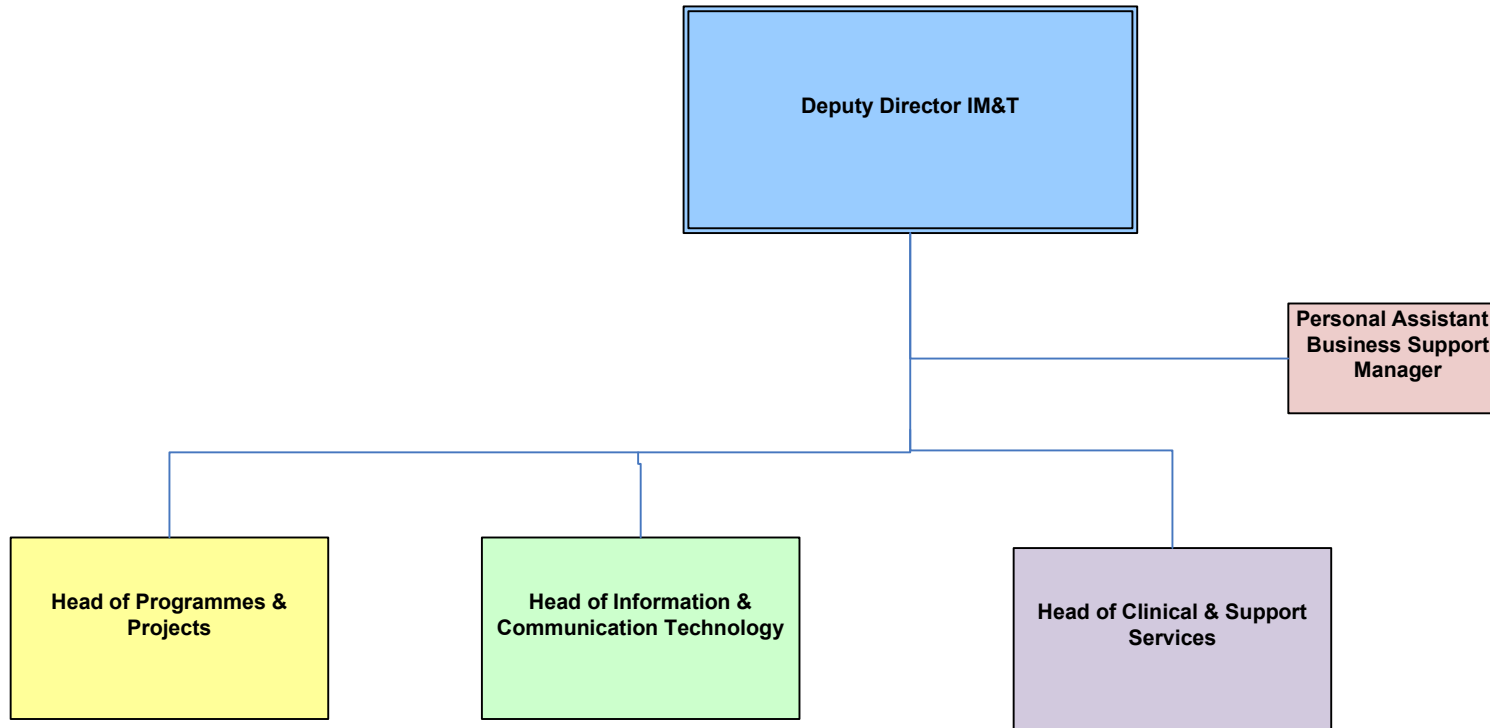 Deputy Director IM&T
Personal Assistant
Business Support
Manager
Head of Programmes &
Projects
Head of Information &
Communication Technology
Head of Clinical & Support
Services